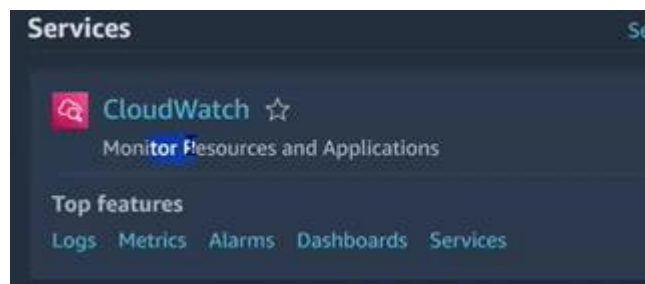 Services
CloudWatch
Monitor Resources and Applications
Top features
Logs Metrics Alarms Dashboards Services